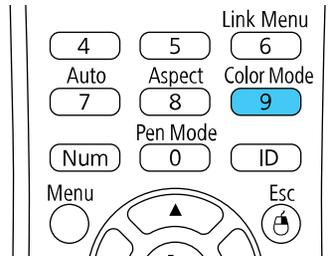 Link Menu
4 5 6
Auto Aspect Color Mode
7 8 9
Pen Mode
Num 0 ID
Menu Esc